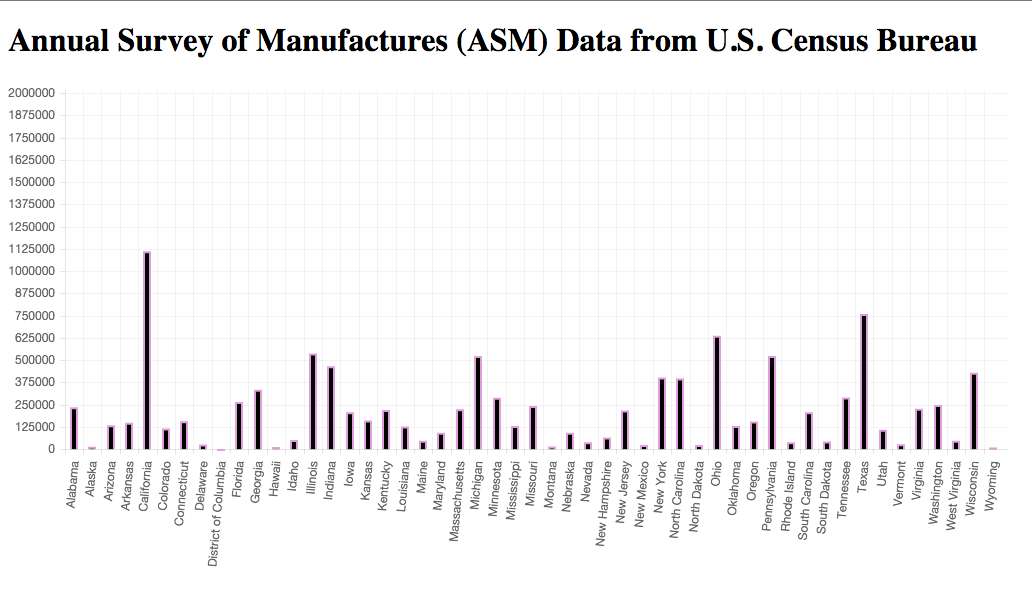 Annual Survey of Manufactures (ASM) Data from U.S. Census Bureau
2000000
1875000
1750000
1625000
1500000
1375000
1250000
1125000
1000000
875000
750000
625000
500000
375000
250000
125000
0
Alabama
Alaska
Arizona
Arkansas
California
Colorado
Connecticut
Delaware
District of Columbia
Florida
Georgia
Hawaii
Idaho
Illinois
Indiana
Iowa
Kansas
Kentucky
Louisiana
Maine
Maryland
Massachusetts
Michigan
Minnesota
Mississippi
Missouri
Montana
Nebraska
Nevada
New Hampshire
New Jersey
New Mexico
New York
North Carolina
North Dakota
Ohio
Oklahoma
Oregon
Pennsylvania
Rhode Island
South Carolina
South Dakota
Tennessee
Texas
Utah
Vermont
Virginia
Washington
West Virginia
Wisconsin
Wyoming